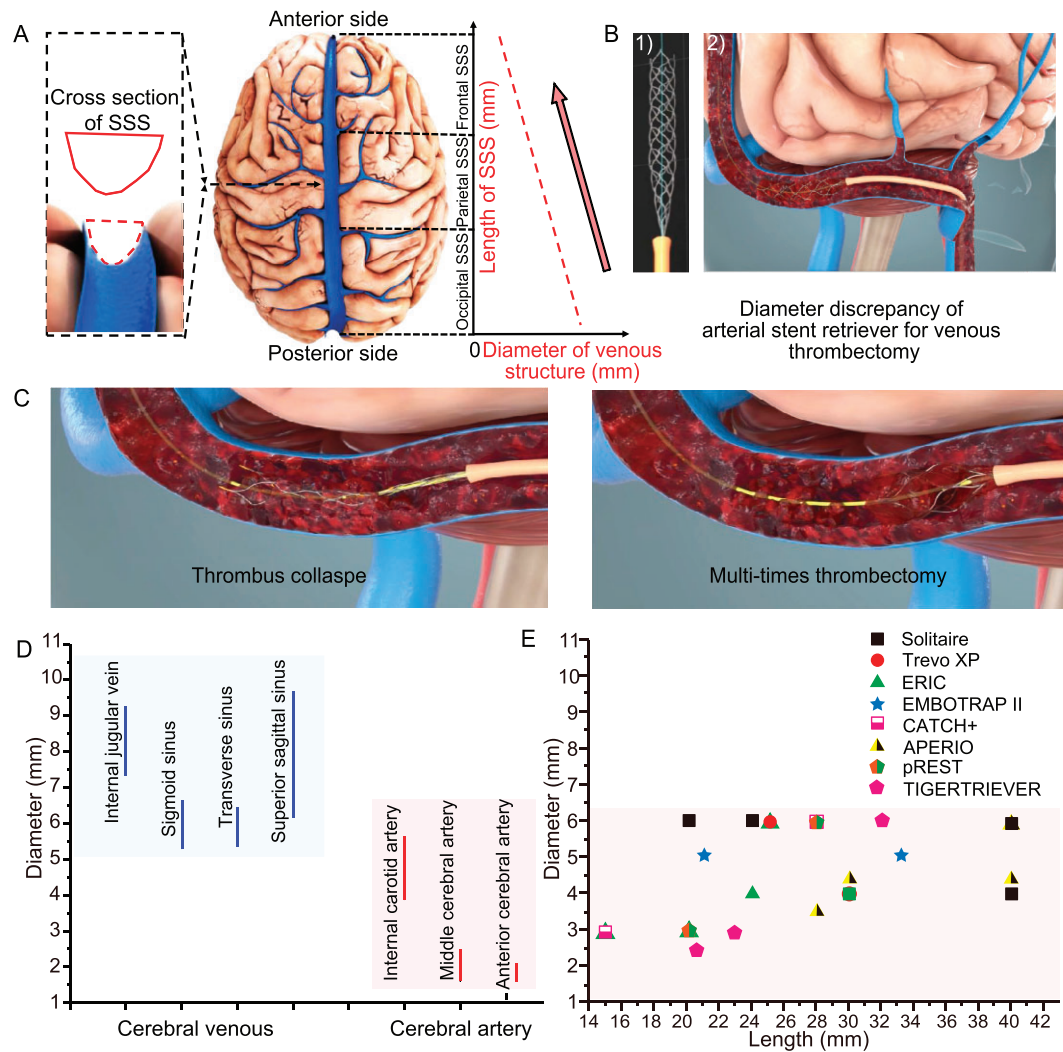 A
Anterior side
Cross section
of SSS
Occipital SSS
Parietal SSS
Frontal SSS
Length of SSS (mm)
Posterior side
0
Diameter of venous
structure (mm)
B
1)
2)
Diameter discrepancy of
arterial stent retriever for venous
thrombectomy
C
Thrombus collaspe
Multi-times thrombectomy
D
Diameter (mm)
11
10
9
8
7
6
5
4
3
2
1
Internal jugular vein
Sigmoid sinus
Transverse sinus
Superior sagittal sinus
Internal carotid artery
Middle cerebral artery
Anterior cerebral artery
Cerebral venous
Cerebral artery
E
Diameter (mm)
11
10
9
8
7
6
5
4
3
2
1
Solitaire
Trevo XP
ERIC
EMBOTRAP II
CATCH+
APERIO
pREST
TIGERTRIEVER
14 16 18 20 22 24 26 28 30 32 34 36 38 40 42
Length (mm)